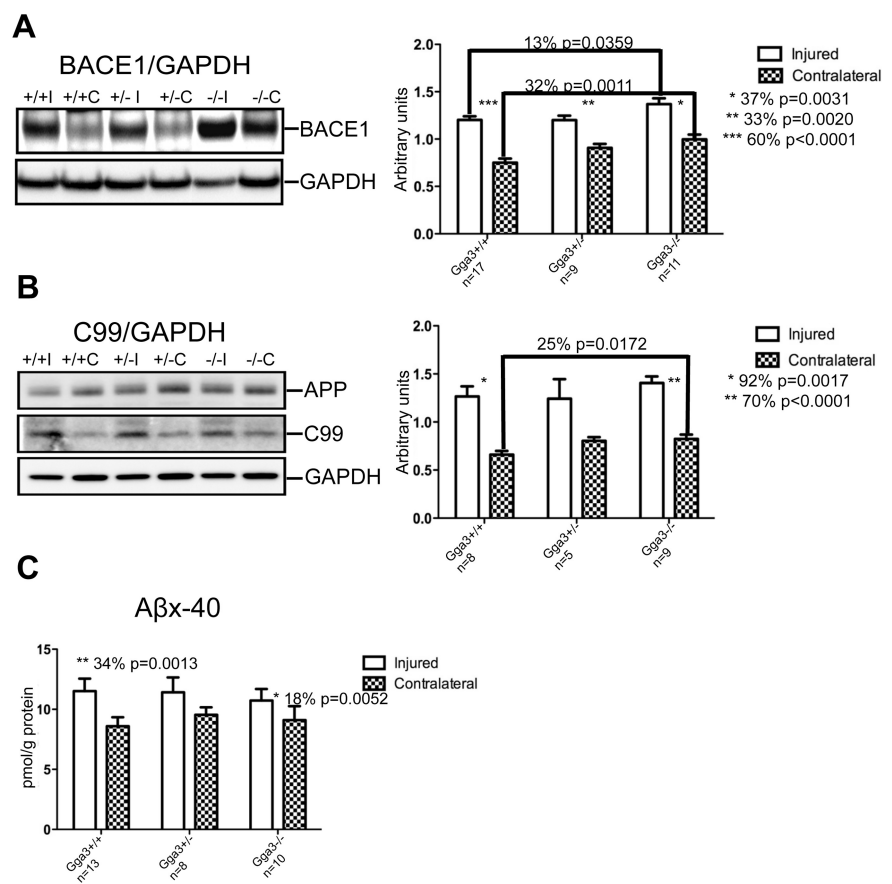 A
BACE1/GAPDH
+/+I +/+C +/- I +/-C -/-I -/-C
BACE1
GAPDH
2.0
1.5
1.0
0.5
0.0
Arbitrary units
13% p=0.0359
32% p=0.0011
*** ** *
Gga3+/+
n=17
Gga3+/-
n=9
Gga3-/-
n=11
Injured
Contralateral
* 37% p=0.0031
** 33% p=0.0020
*** 60% p<0.0001
B
C99/GAPDH
+/+I +/+C +/-I +/-C -/-I -/-C
APP
C99
GAPDH
2.0
1.5
1.0
0.5
0.0
Arbitrary units
25% p=0.0172
* **
Gga3+/+
n=8
Gga3+/-
n=5
Gga3-/-
n=9
Injured
Contralateral
* 92% p=0.0017
** 70% p<0.0001
C
Aβx-40
15
10
5
0
pmol/g protein
** 34% p=0.0013
* 18% p=0.0052
Gga3+/+
n=13
Gga3+/-
n=8
Gga3-/-
n=10
Injured
Contralateral